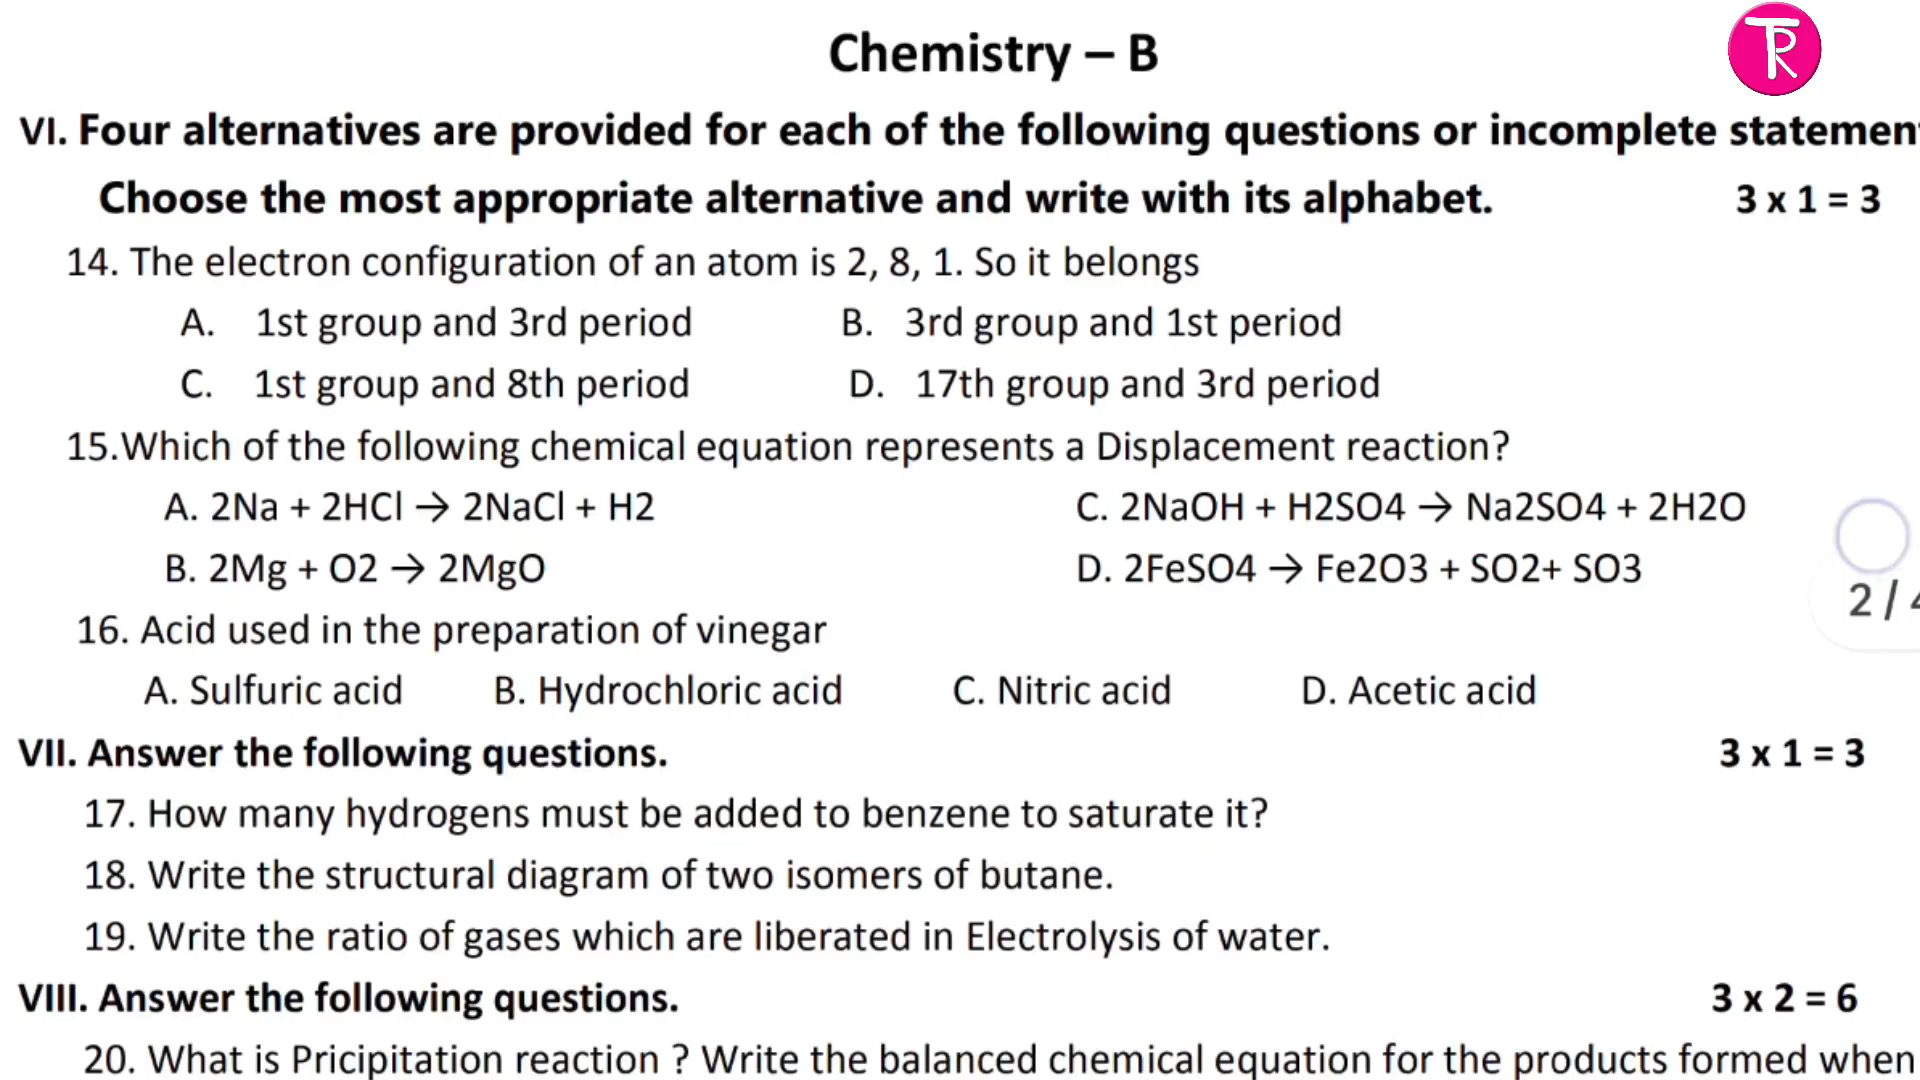 Chemistry – B
TR
VI. Four alternatives are provided for each of the following questions or incomplete statemen
Choose the most appropriate alternative and write with its alphabet. 3 x 1 = 3
14. The electron configuration of an atom is 2, 8, 1. So it belongs
A. 1st group and 3rd period B. 3rd group and 1st period
C. 1st group and 8th period D. 17th group and 3rd period
15.Which of the following chemical equation represents a Displacement reaction?
A. 2Na + 2HCl → 2NaCl + H2 C. 2NaOH + H2SO4 → Na2SO4 + 2H2O
B. 2Mg + O2 → 2MgO D. 2FeSO4 → Fe2O3 + SO2+ SO3
2 / 4
16. Acid used in the preparation of vinegar
A. Sulfuric acid B. Hydrochloric acid C. Nitric acid D. Acetic acid
VII. Answer the following questions. 3 x 1 = 3
17. How many hydrogens must be added to benzene to saturate it?
18. Write the structural diagram of two isomers of butane.
19. Write the ratio of gases which are liberated in Electrolysis of water.
VIII. Answer the following questions. 3 x 2 = 6
20. What is Pricipitation reaction ? Write the balanced chemical equation for the products formed when